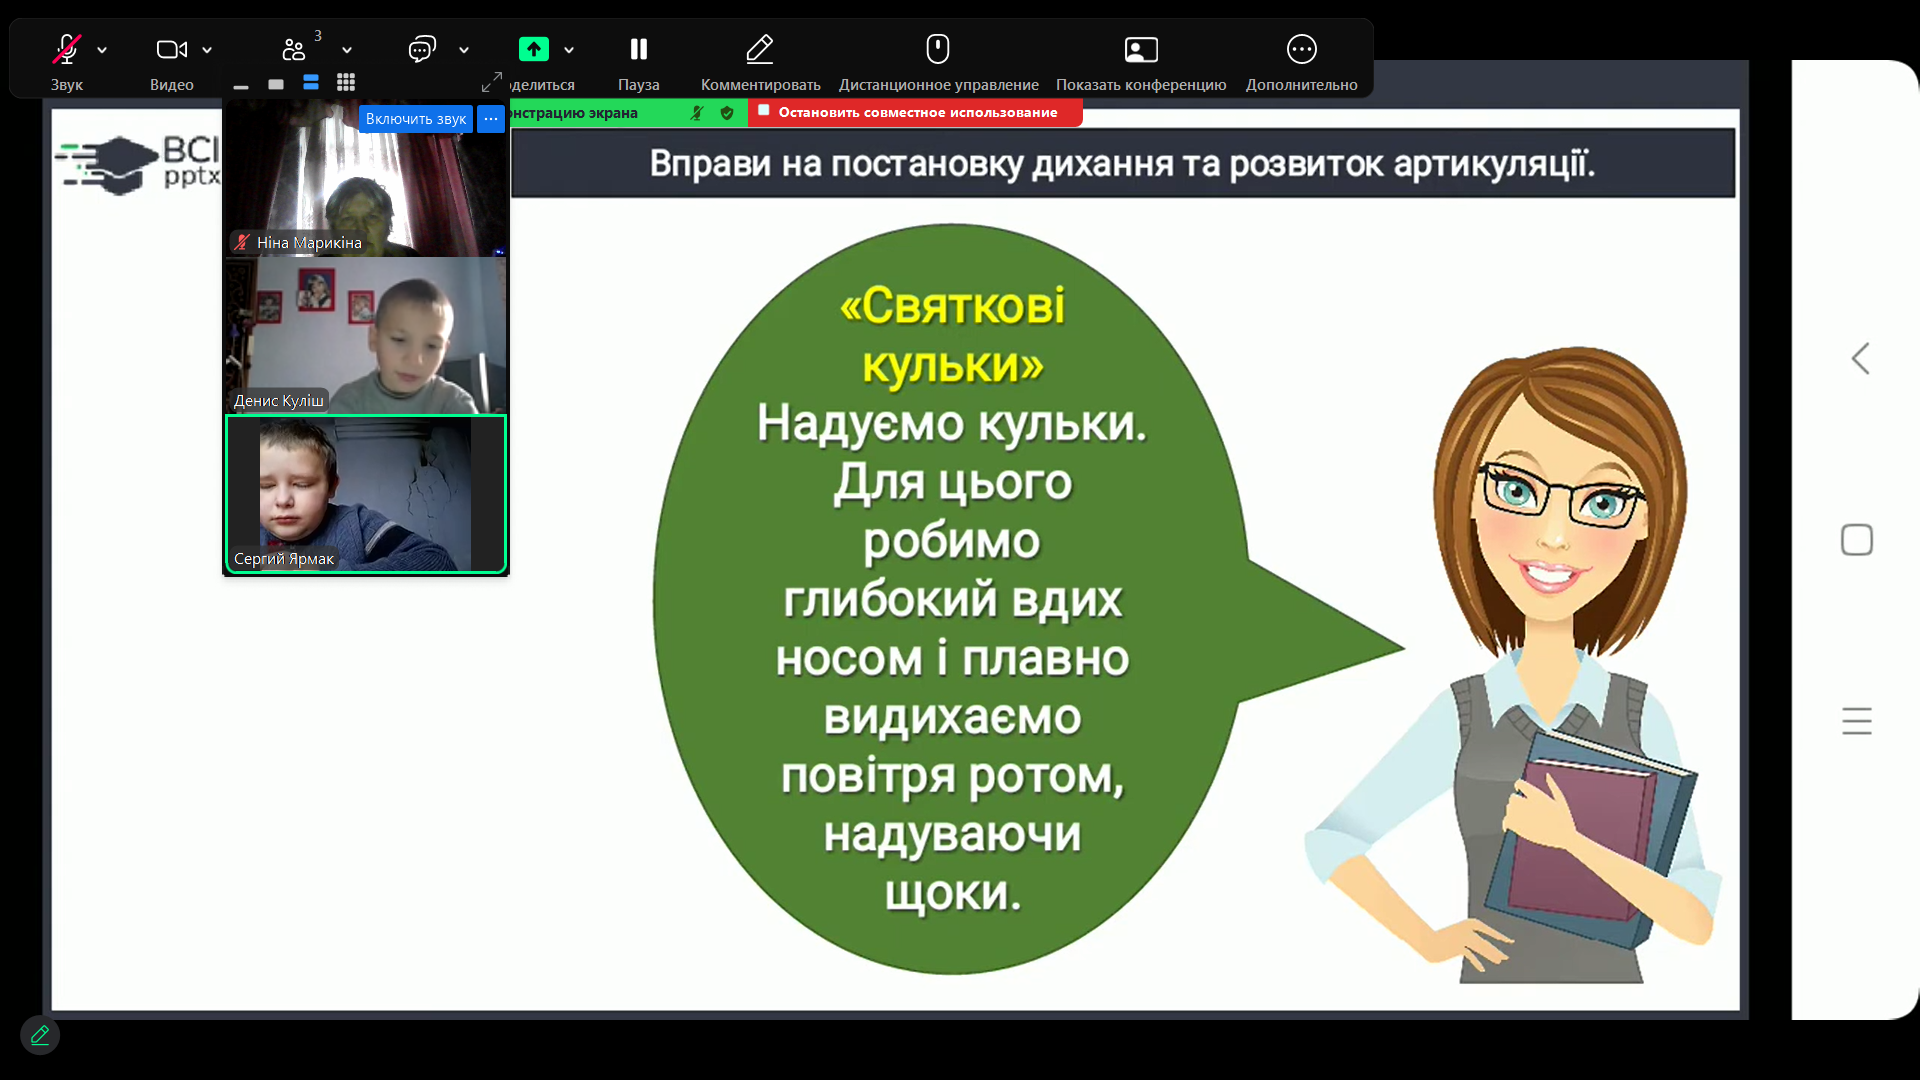 3
Звук
Видео
делиться
Пауза
Комментировать
Дистанционное управление
Показать конференцию
Дополнительно
Включить звук
...
нстрацию экрана
Остановить совместное использование
BCI
pptx
Вправи на постановку дихання та розвиток артикуляції.
Ніна Марикіна
Денис Куліш
Сергий Ярмак
«Святкові
кульки»
Надуємо кульки.
Для цього
робимо
глибокий вдих
носом і плавно
видихаємо
повітря ротом,
надуваючи
щоки.